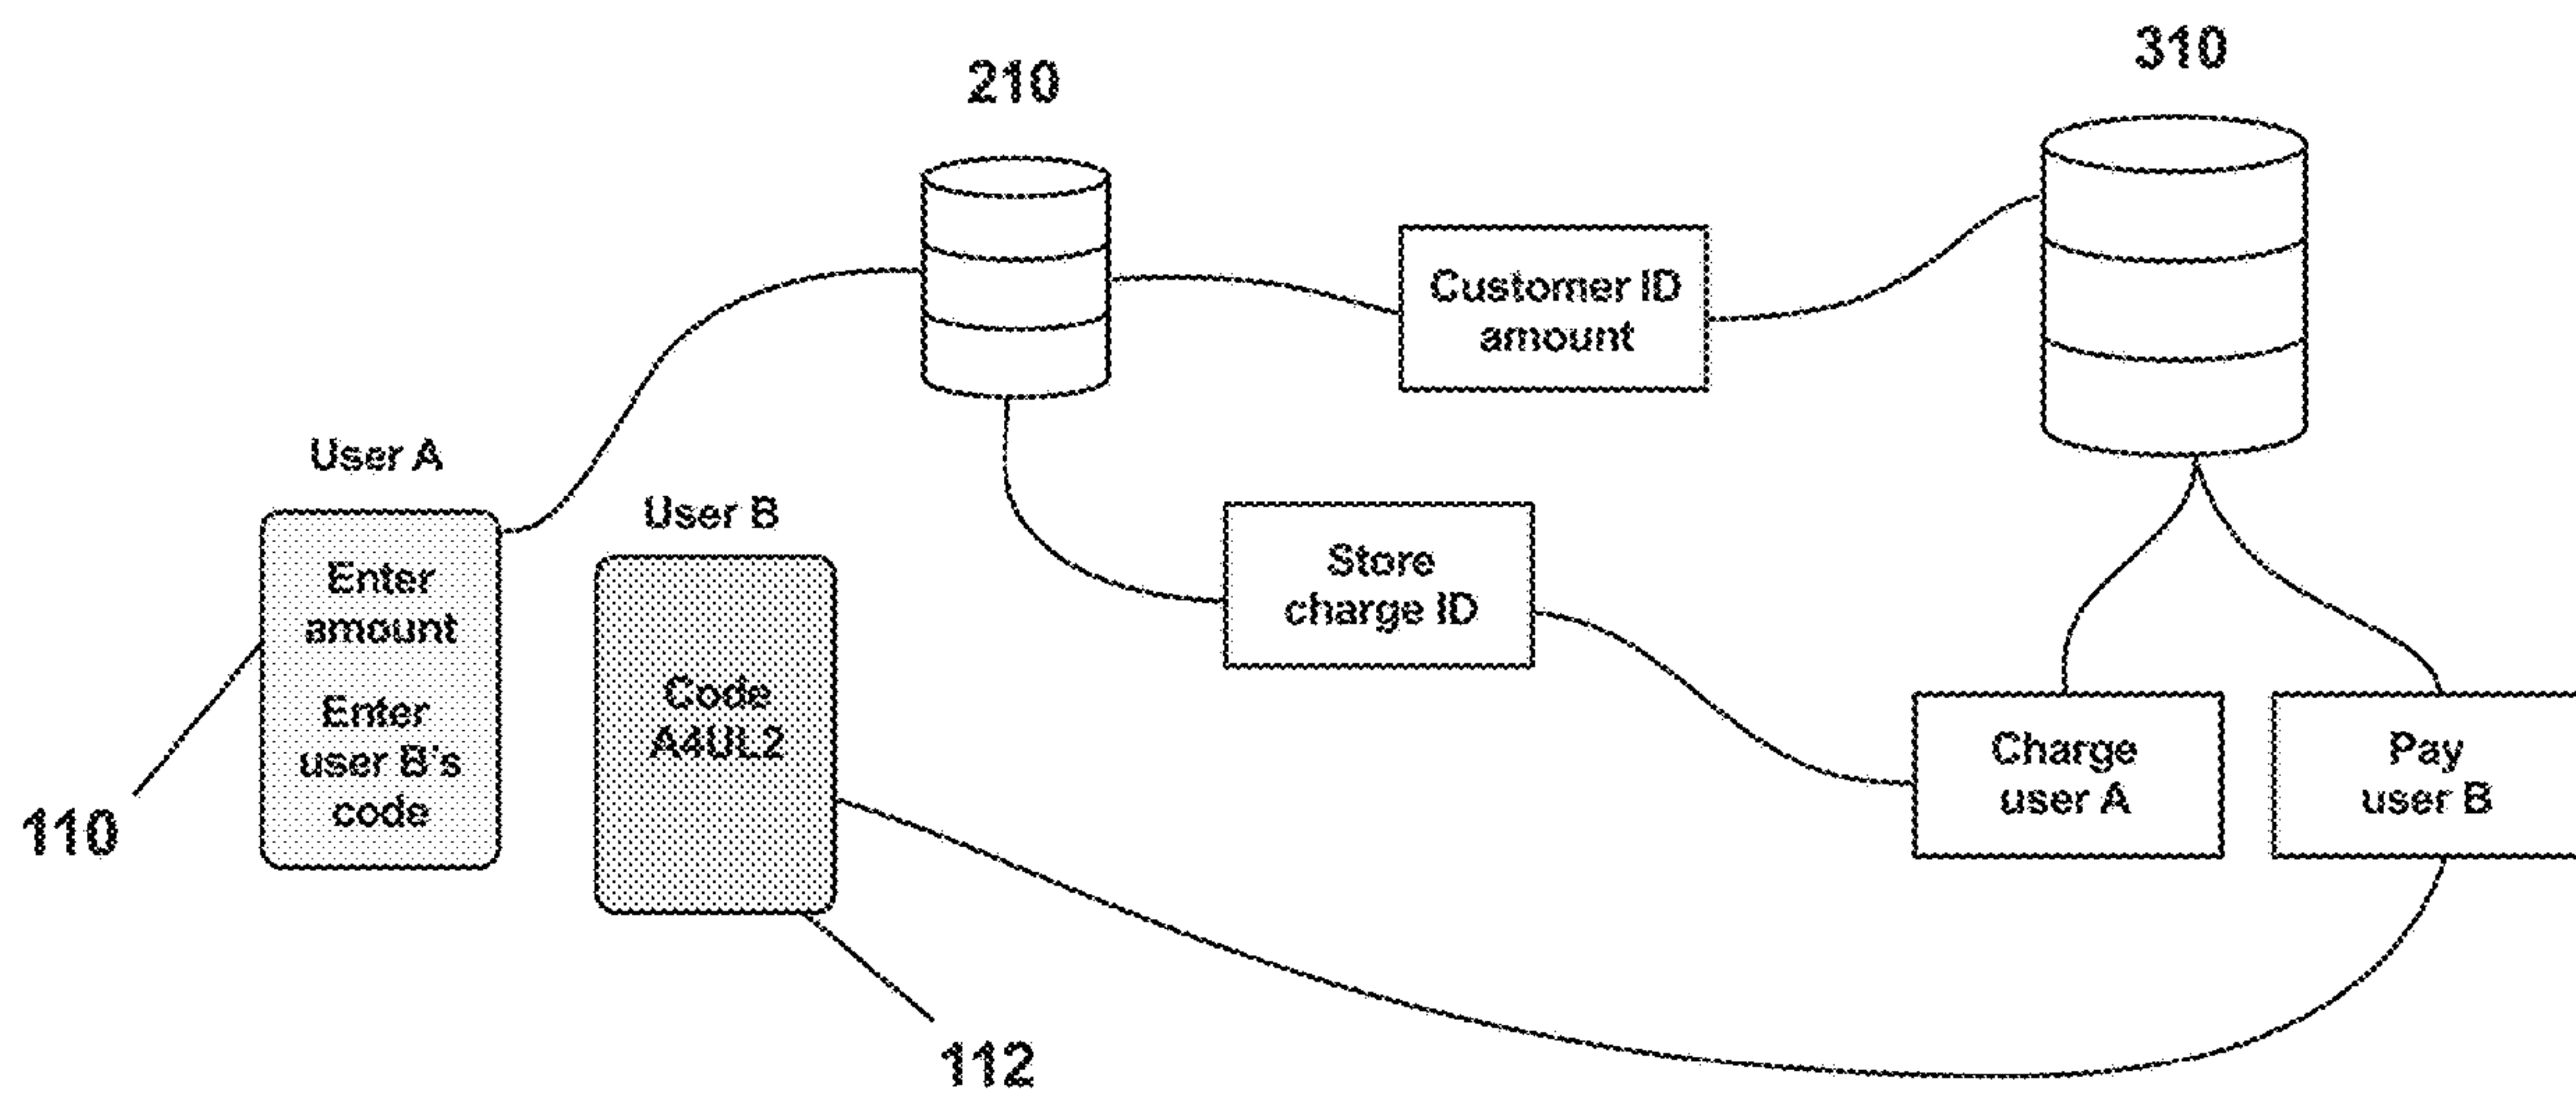 310
210
Customer ID
amount
User A
User B
Enter
amount
Enter
user B's
code
Code
A4UL2
Store
charge ID
Charge
user A
Pay
user B
110
112